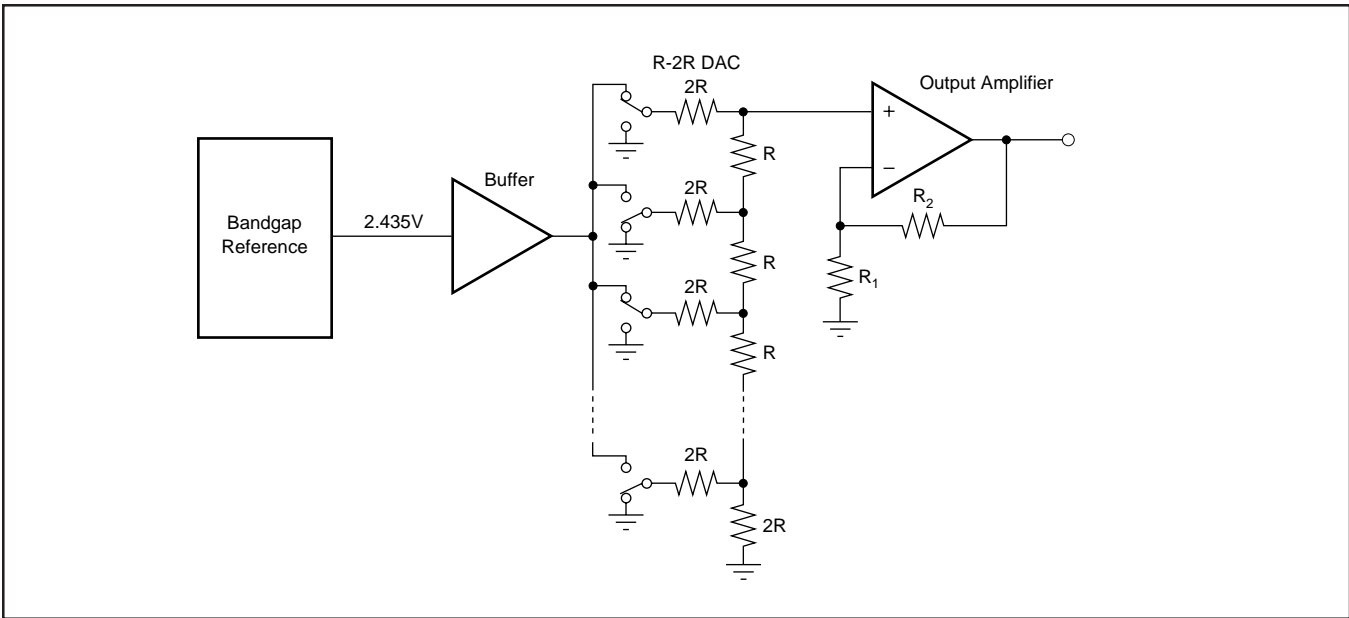 R-2R DAC
2R
Output Amplifier
+
−
R
Buffer
2R
R2
Bandgap
Reference
2.435V
R
R1
2R
R
2R
2R